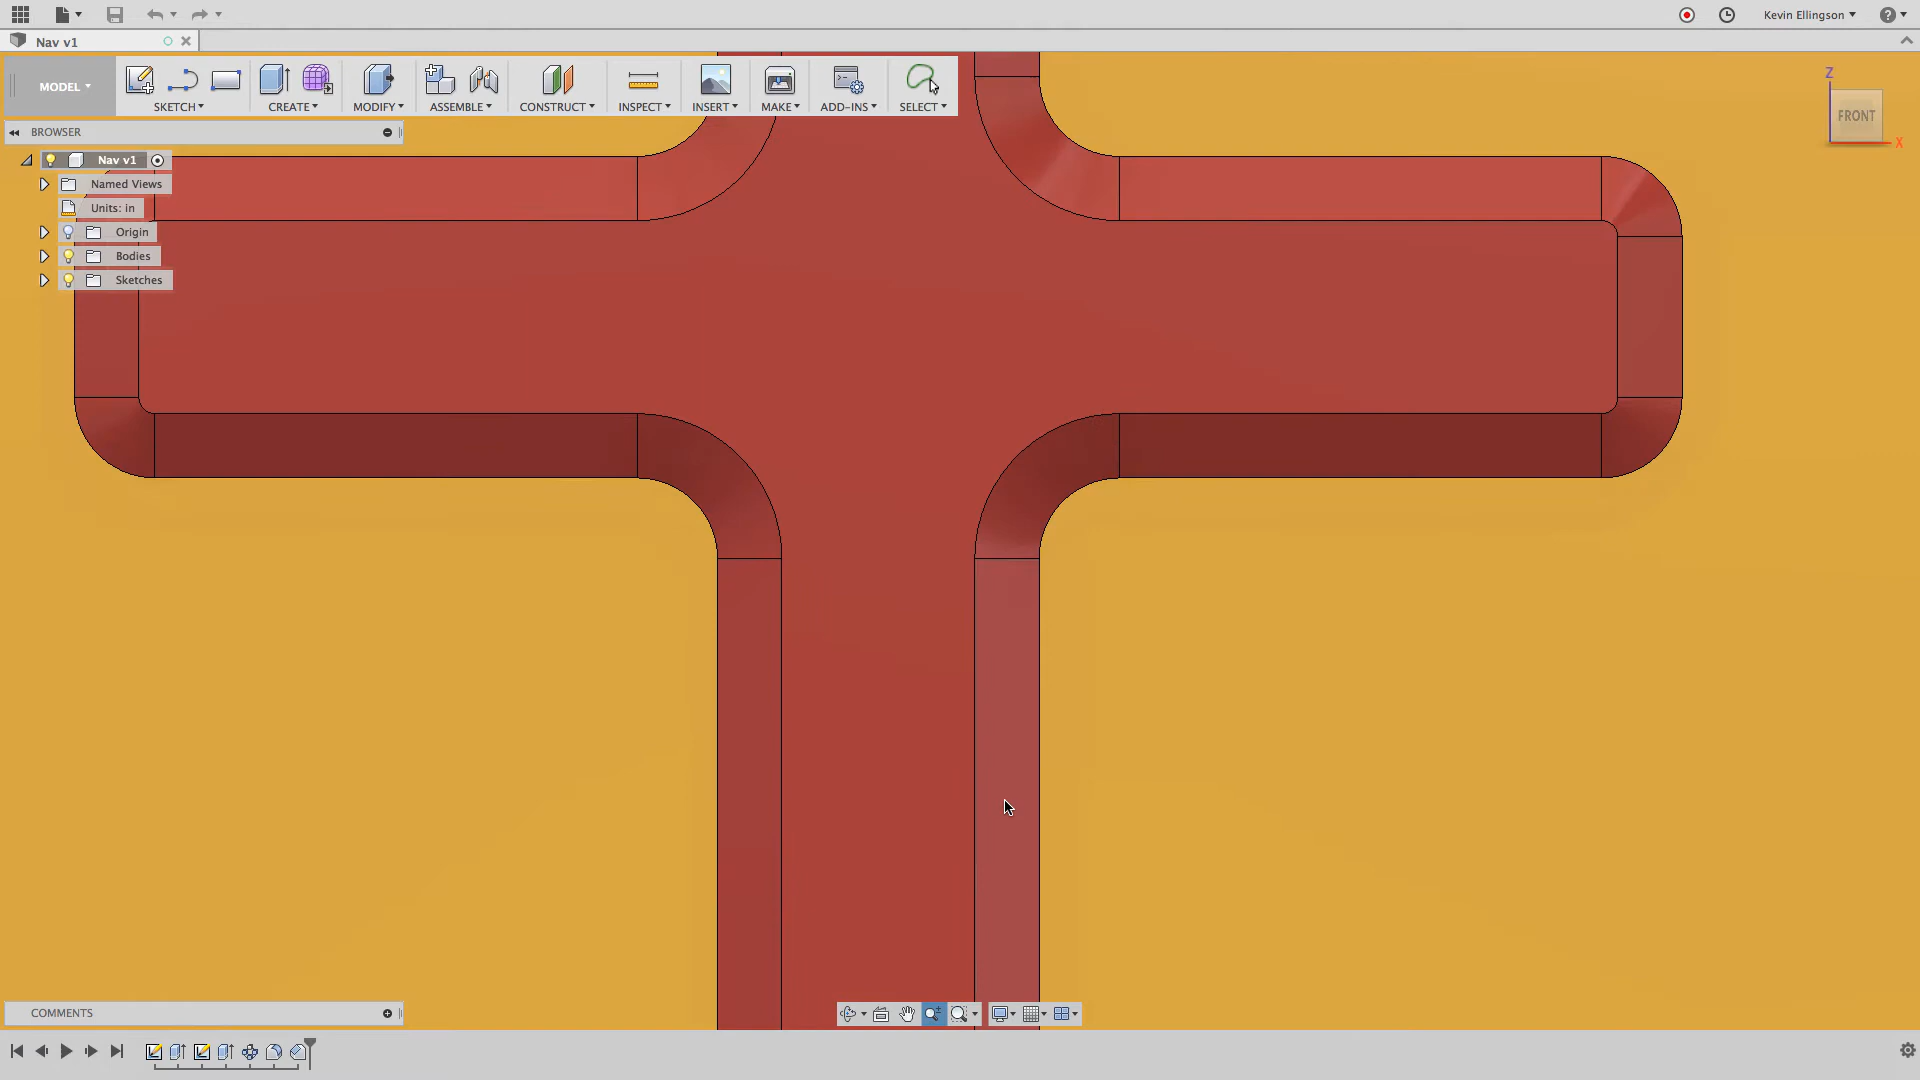 Kevin Ellingson
?
Nav v1
MODEL
SKETCH
CREATE
MODIFY
ASSEMBLE
CONSTRUCT
INSPECT
INSERT
MAKE
ADD-INS
SELECT
Z
FRONT
X
BROWSER
Nav v1
Named Views
Units: in
Origin
Bodies
Sketches
COMMENTS